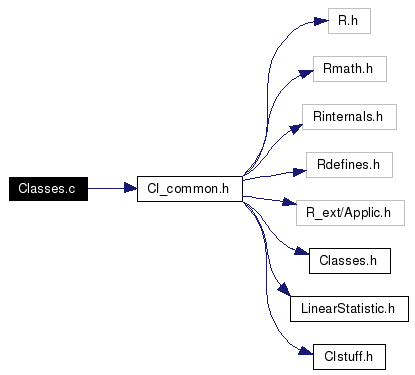 R.h
Rmath.h
Rinternals.h
Rdefines.h
Classes.c
CI_common.h
R_ext/Applic.h
Classes.h
LinearStatistic.h
CIstuff.h